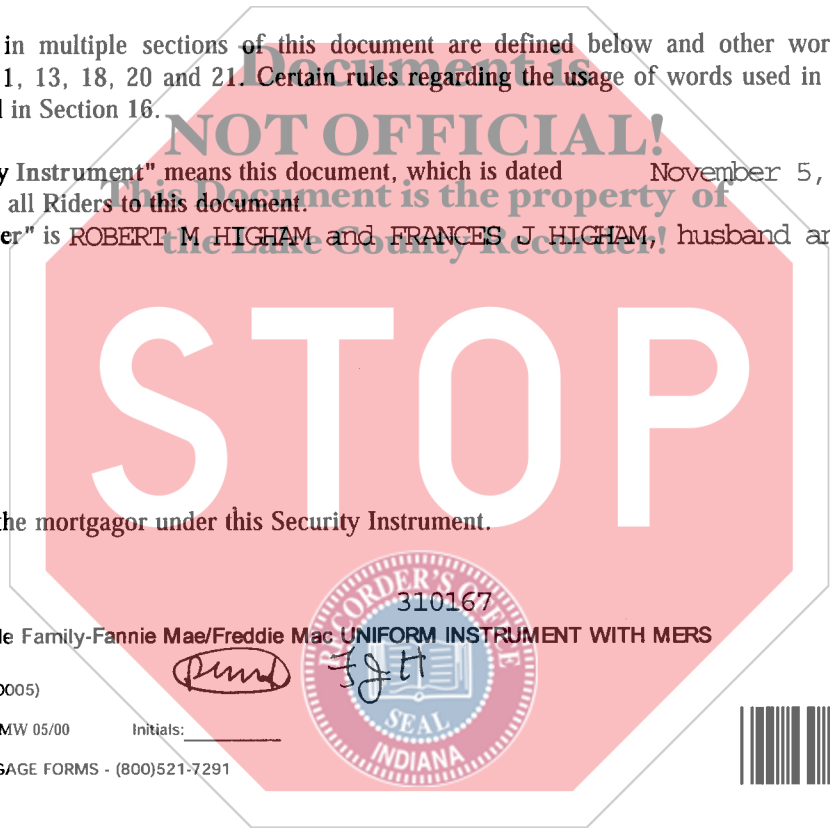 in multiple sections of this document are defined below and other wor
1, 13, 18, 20 and 21. Certain rules regarding the usage of words used in
in Section 16.
Document is
NOT OFFICIAL!
This Document is the property of
the Lake County Recorder!
y Instrument" means this document, which is dated November 5,
all Riders to this document.
er" is ROBERT M HIGHAM and FRANCES J HIGHAM, husband an
STOP
he mortgagor under this Security Instrument.
310167
le Family-Fannie Mae/Freddie Mac UNIFORM INSTRUMENT WITH MERS
FJH
0005)
MW 05/00 Initials:
GAGE FORMS - (800)521-7291
RECORDER'S OFFICE
SEAL
INDIANA